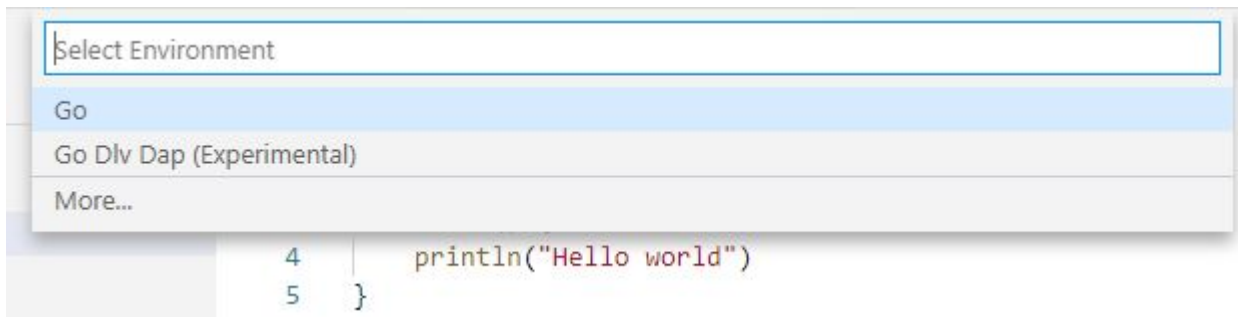 Select Environment
Go
Go Dlv Dap (Experimental)
More...
4 println("Hello world")
5 }